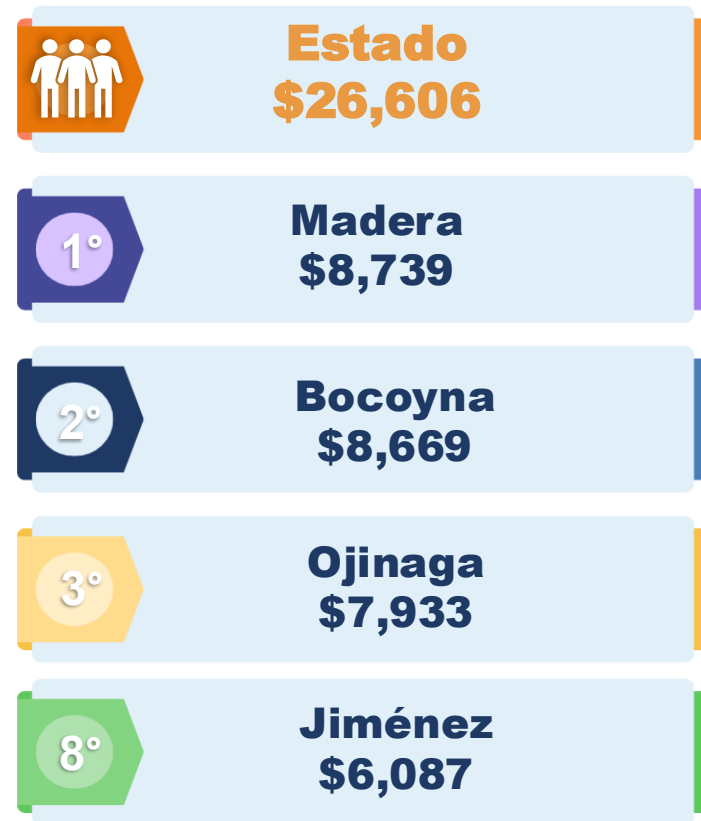 Estado
$26,606
1°
Madera
$8,739
2°
Bocoyna
$8,669
3°
Ojinaga
$7,933
8°
Jiménez
$6,087